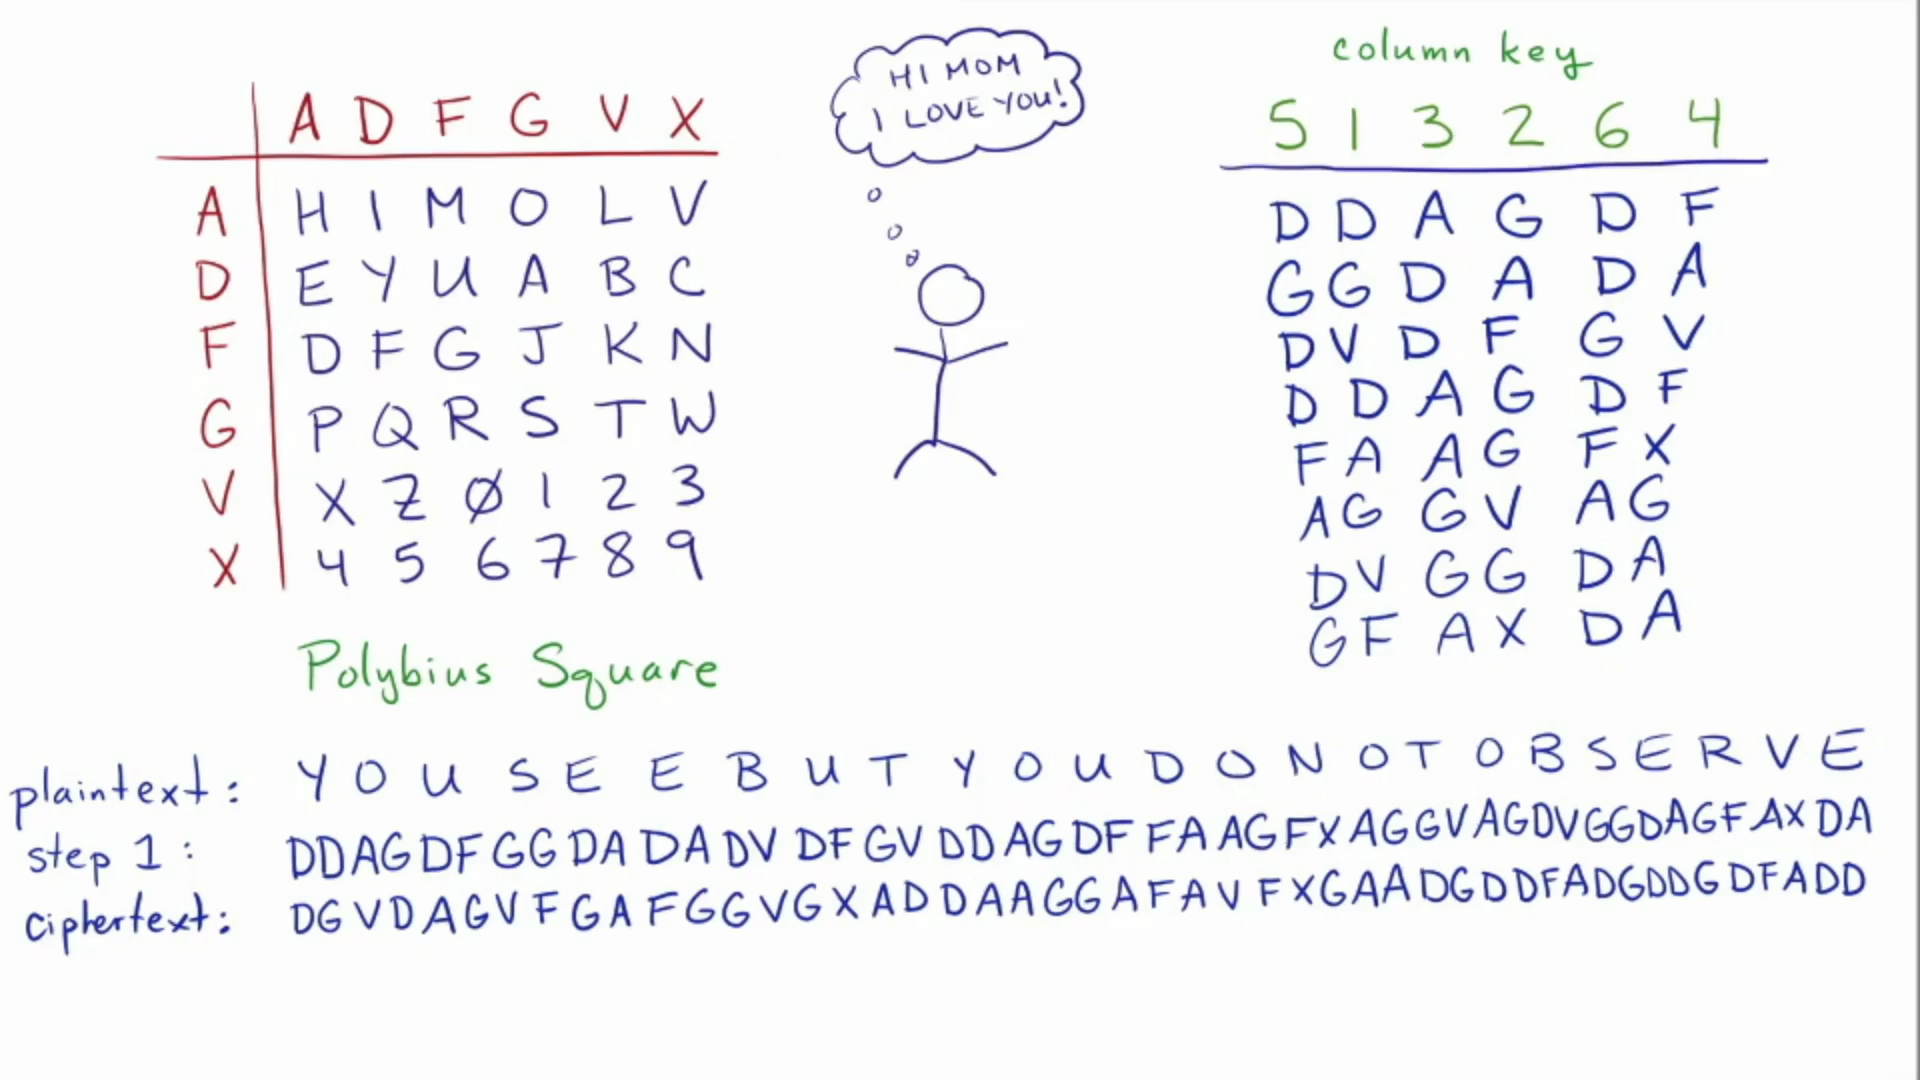 A D F G V X
A H I M O L V
D E Y U A B C
F D F G J K N
G P Q R S T W
V X Z Ø 1 2 3
X 4 5 6 7 8 9
Polybius Square
HI MOM
I LOVE YOU!
column key
5 1 3 2 6 4
D D A G D F
G G D A D A
D V D F G V
D D A G D F
F A A G F X
A G G V A G
D V G G D A
G F A X D A
plaintext: Y O U S E E B U T Y O U D O N O T O B S E R V E
step 1: DDAGDFGGDADADVDFGVDDAGDFFAAGFXAGGVAGDVGGDAGFAXDA
ciphertext: DGVDAGVFGAFGGVGXADDAAGGAFAVFXGAADGDDFADGDDGDFADD